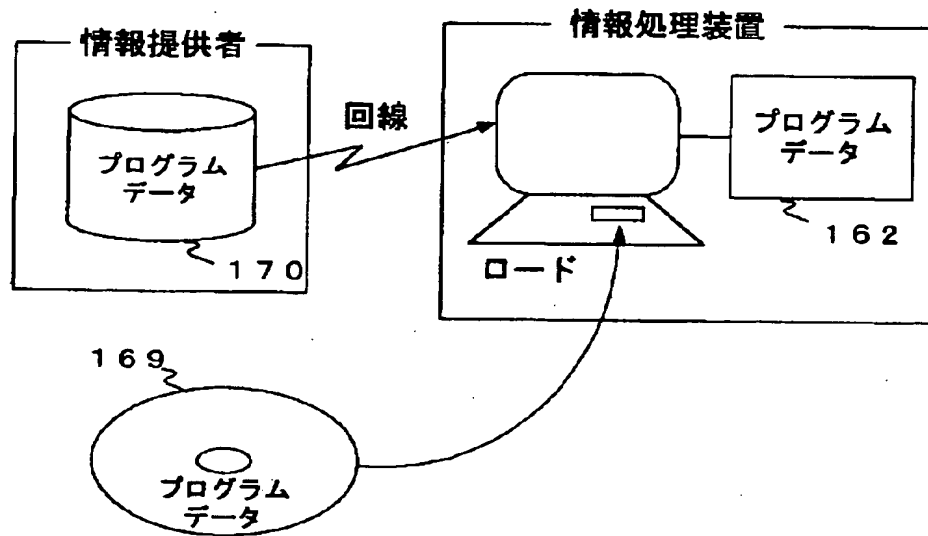 情報提供者
プログラム
データ
170
回線
情報処理装置
プログラム
データ
162
ロード
169
プログラム
データ